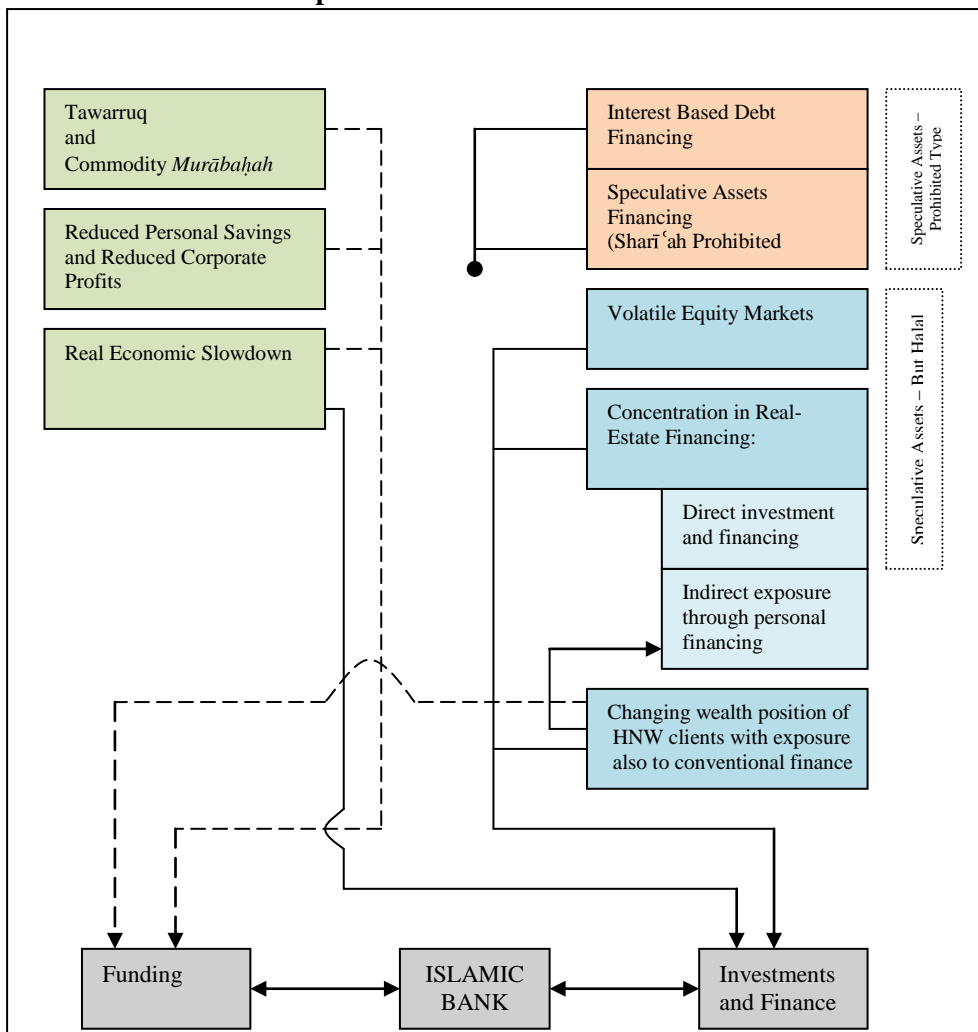 Tawarruq
and
Commodity Murābaḥah
Reduced Personal Savings
and Reduced Corporate
Profits
Real Economic Slowdown
Interest Based Debt
Financing
Speculative Assets
Financing
(Sharīʿah Prohibited
Speculative Assets –
Prohibited Type
Volatile Equity Markets
Concentration in Real-
Estate Financing:
Direct investment
and financing
Indirect exposure
through personal
financing
Speculative Assets – But Halal
Changing wealth position of
HNW clients with exposure
also to conventional finance
Funding
ISLAMIC
BANK
Investments
and Finance